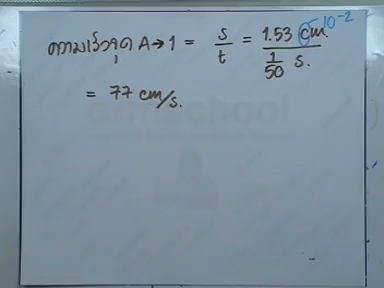 ความเร็วจุด A→1 = s/t = 1.53 cm. / 1/50 s. 10⁻²
= 77 cm/s.